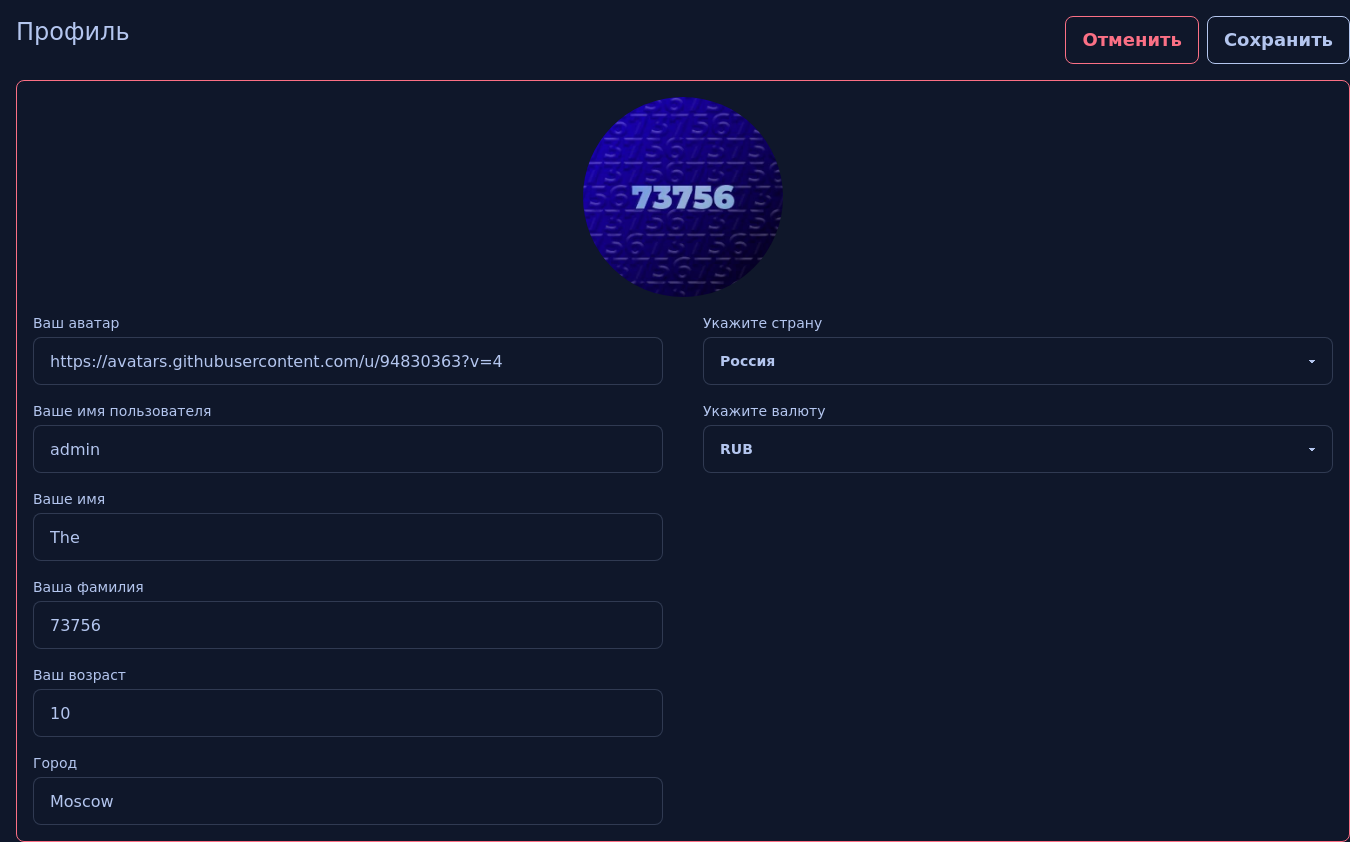 Профиль
Отменить
Сохранить
73756
Ваш аватар
https://avatars.githubusercontent.com/u/94830363?v=4
Ваше имя пользователя
admin
Ваше имя
The
Ваша фамилия
73756
Ваш возраст
10
Город
Moscow
Укажите страну
Россия
Укажите валюту
RUB